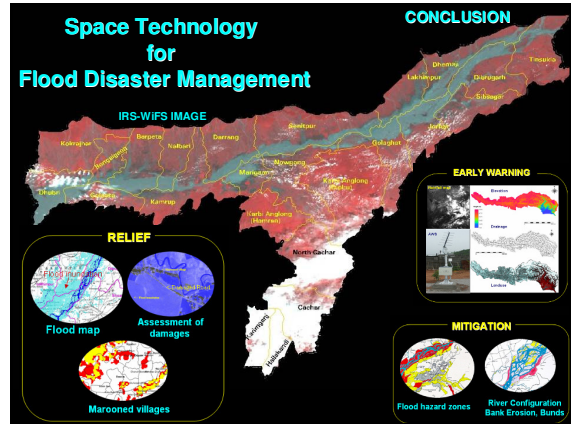 Space Technology
for
Flood Disaster Management
CONCLUSION
IRS-WiFS IMAGE
Tinsukia
Dhemaji
Dibrugarh
Lakhimpur
Sibsagar
Jorhat
Sonitpur
Golaghat
Darrang
Barpeta
Nalbari
Kokrajhar
Bongaigaon
Nowgong
Marigaon
Karbi Anglong
Dhubri
Goalpara
Kamrup
Karbi Anglong
(Hamren)
North Cachar
Cachar
Karimganj
Hailakandi
RELIEF
Flood Inundation
Flood map
Assessment of
damages
Marooned villages
EARLY WARNING
Elevation
Drainage
AWS
Landuse
MITIGATION
Flood hazard zones
River Configuration
Bank Erosion, Bunds